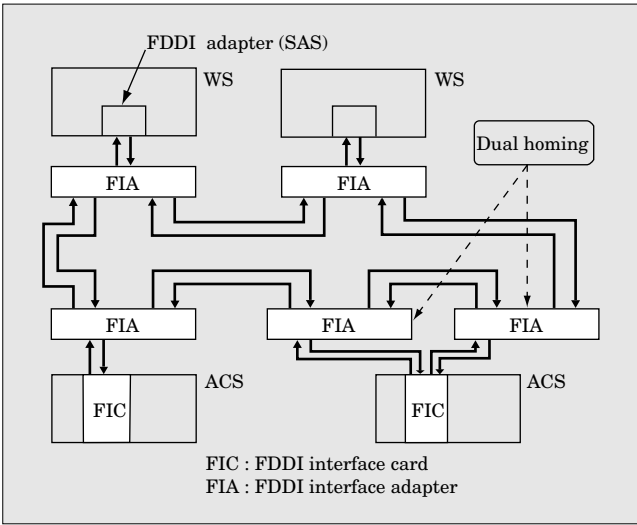 FDDI adapter (SAS)
WS
WS
Dual homing
FIA
FIA
FIA
FIA
FIA
ACS
ACS
FIC
FIC
FIC : FDDI interface card
FIA : FDDI interface adapter